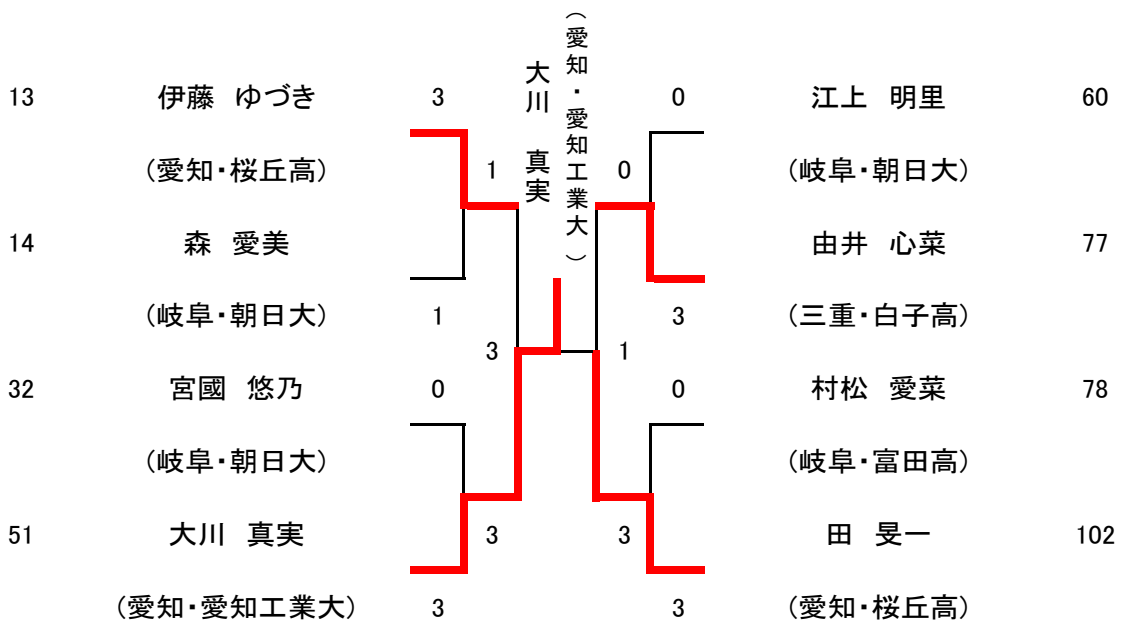 (愛知・愛知工業大)
大川 真実
13 伊藤 ゆづき 3 0 江上 明里 60
(愛知・桜丘高) 1 0 (岐阜・朝日大)
14 森 愛美 由井 心菜 77
(岐阜・朝日大) 1 3 (三重・白子高)
3 1
32 宮國 悠乃 0 0 村松 愛菜 78
(岐阜・朝日大) (岐阜・富田高)
51 大川 真実 3 3 田 旻一 102
(愛知・愛知工業大) 3 3 (愛知・桜丘高)